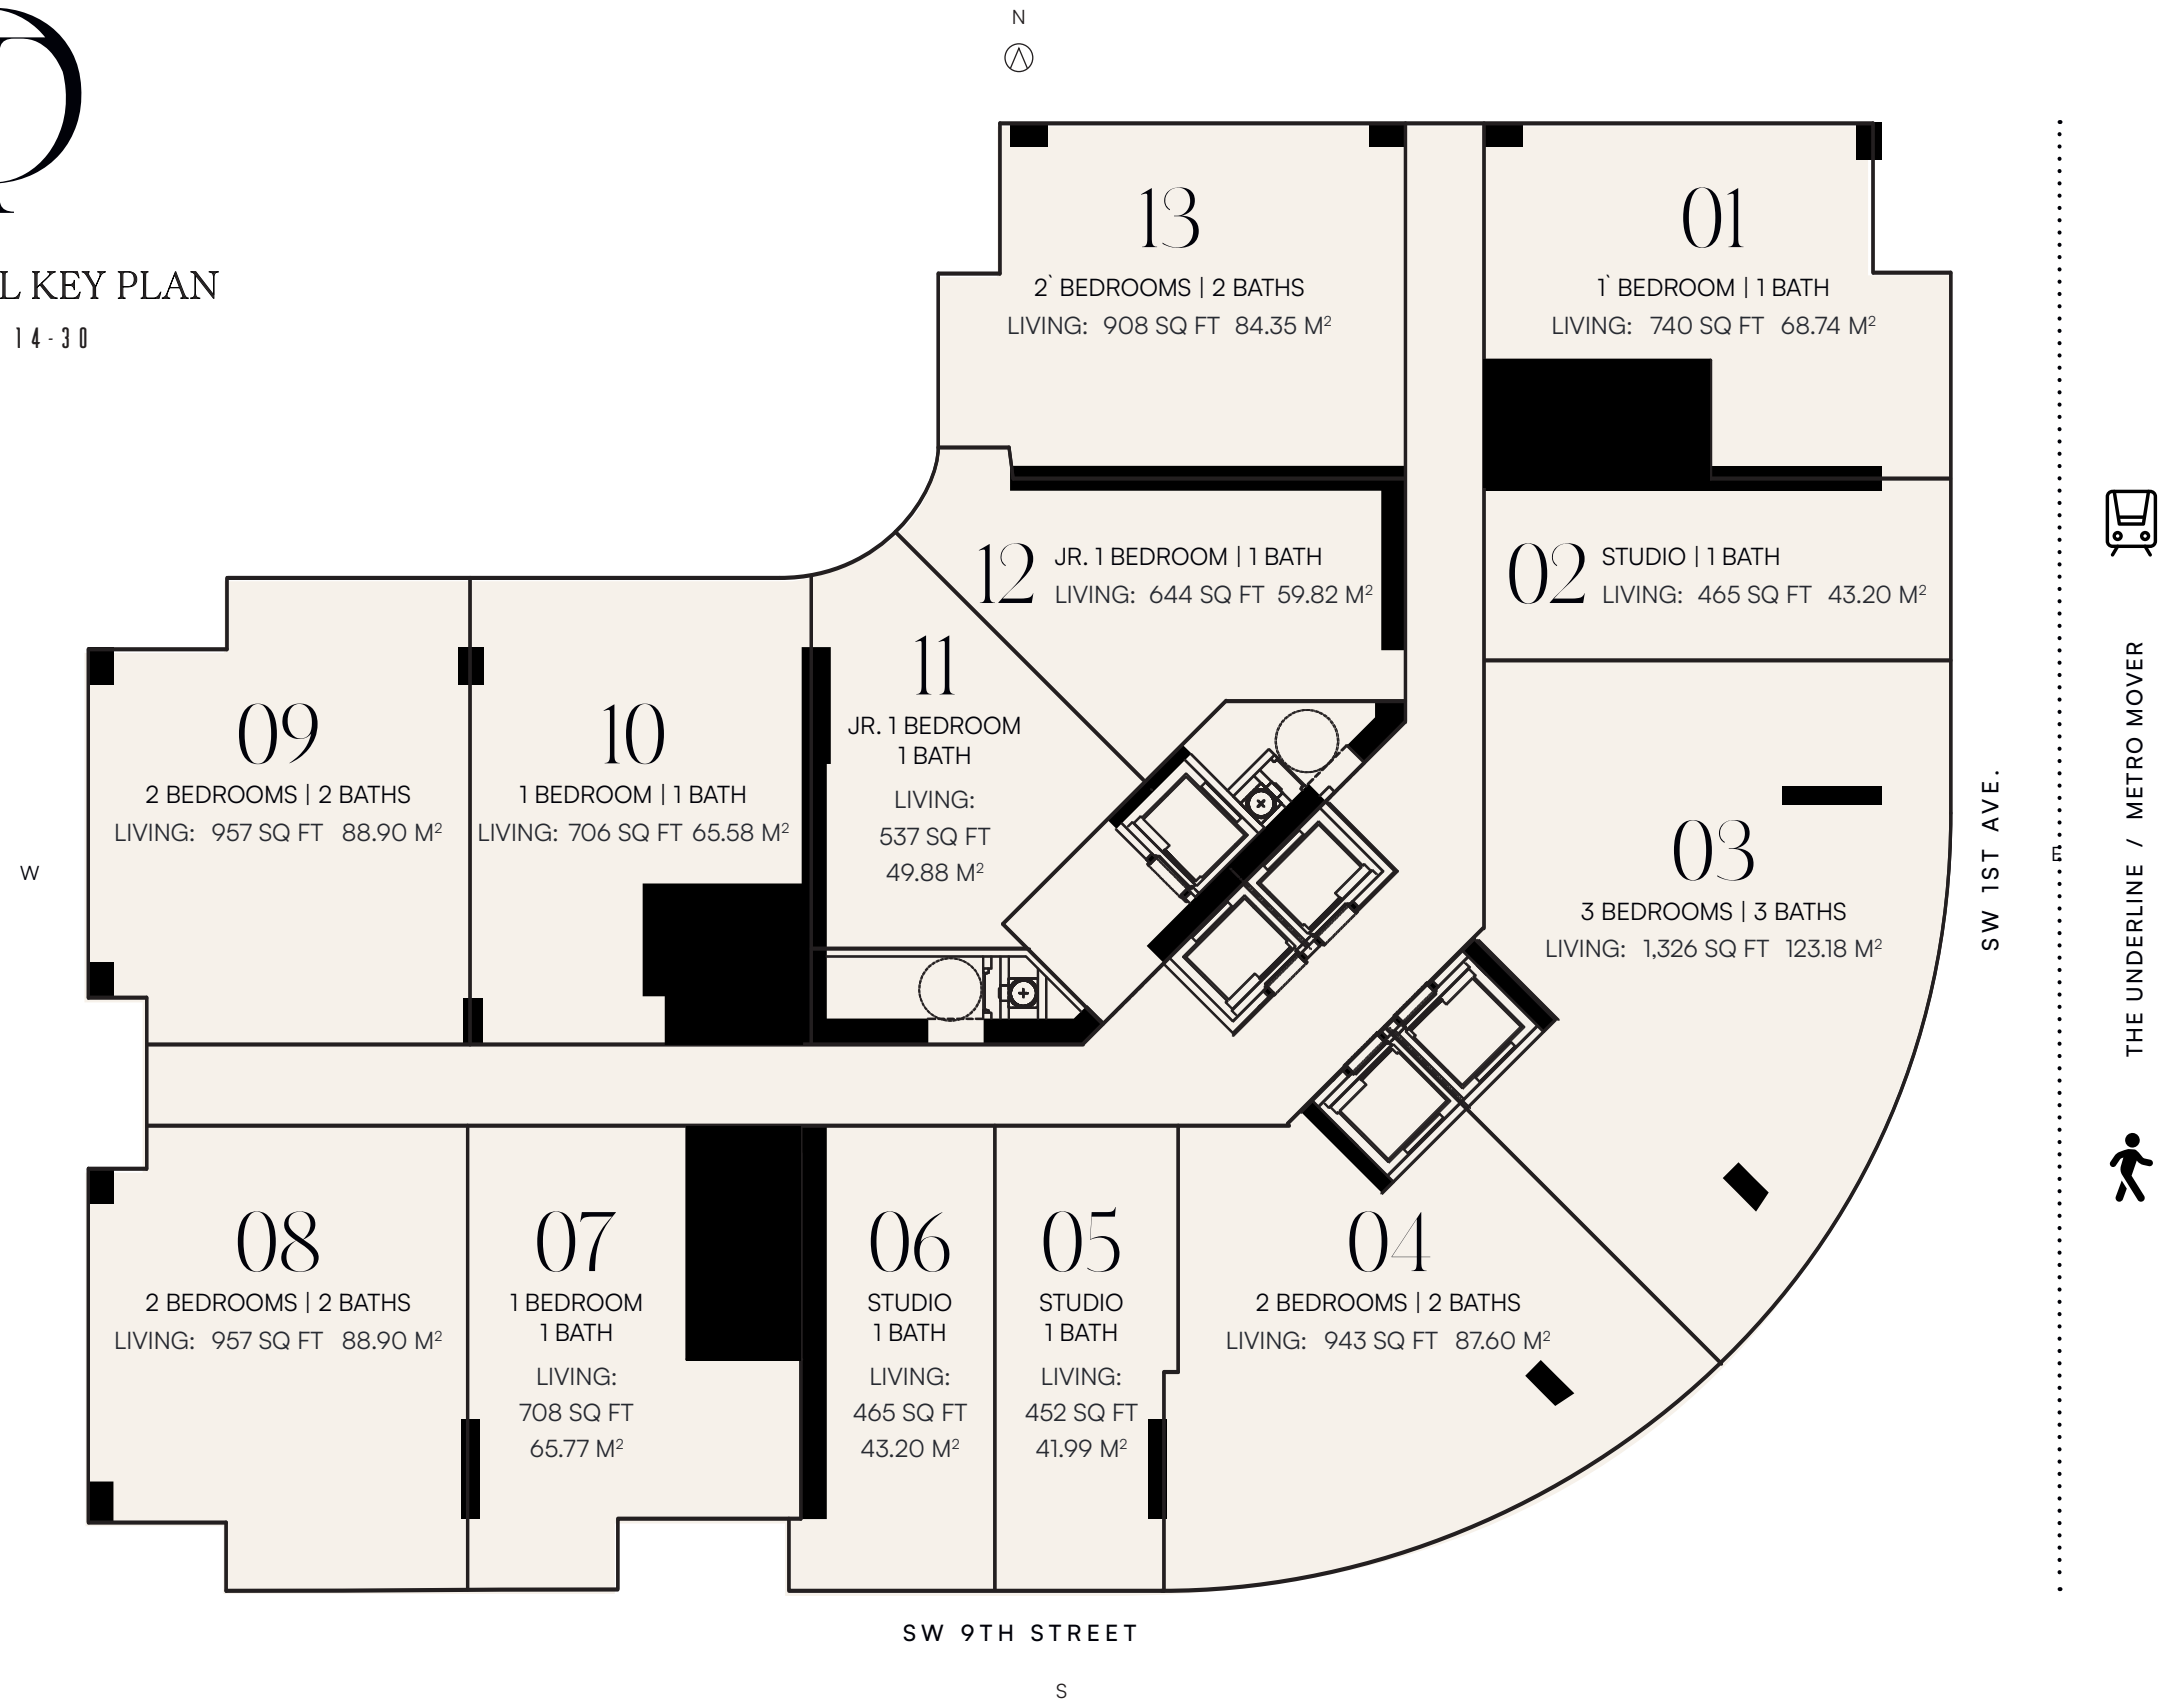 N
L KEY PLAN
14-30
13
2` BEDROOMS | 2 BATHS
LIVING: 908 SQ FT 84.35 M²
01
1` BEDROOM | 1 BATH
LIVING: 740 SQ FT 68.74 M²
12
JR. 1 BEDROOM | 1 BATH
LIVING: 644 SQ FT 59.82 M²
02
STUDIO | 1 BATH
LIVING: 465 SQ FT 43.20 M²
11
JR. 1 BEDROOM
1 BATH
LIVING:
537 SQ FT
49.88 M²
09
2 BEDROOMS | 2 BATHS
LIVING: 957 SQ FT 88.90 M²
10
1 BEDROOM | 1 BATH
LIVING: 706 SQ FT 65.58 M²
03
3 BEDROOMS | 3 BATHS
LIVING: 1,326 SQ FT 123.18 M²
W
E
SW 1ST AVE.
THE UNDERLINE / METRO MOVER
08
2 BEDROOMS | 2 BATHS
LIVING: 957 SQ FT 88.90 M²
07
1 BEDROOM
1 BATH
LIVING:
708 SQ FT
65.77 M²
06
STUDIO
1 BATH
LIVING:
465 SQ FT
43.20 M²
05
STUDIO
1 BATH
LIVING:
452 SQ FT
41.99 M²
04
2 BEDROOMS | 2 BATHS
LIVING: 943 SQ FT 87.60 M²
SW 9TH STREET
S